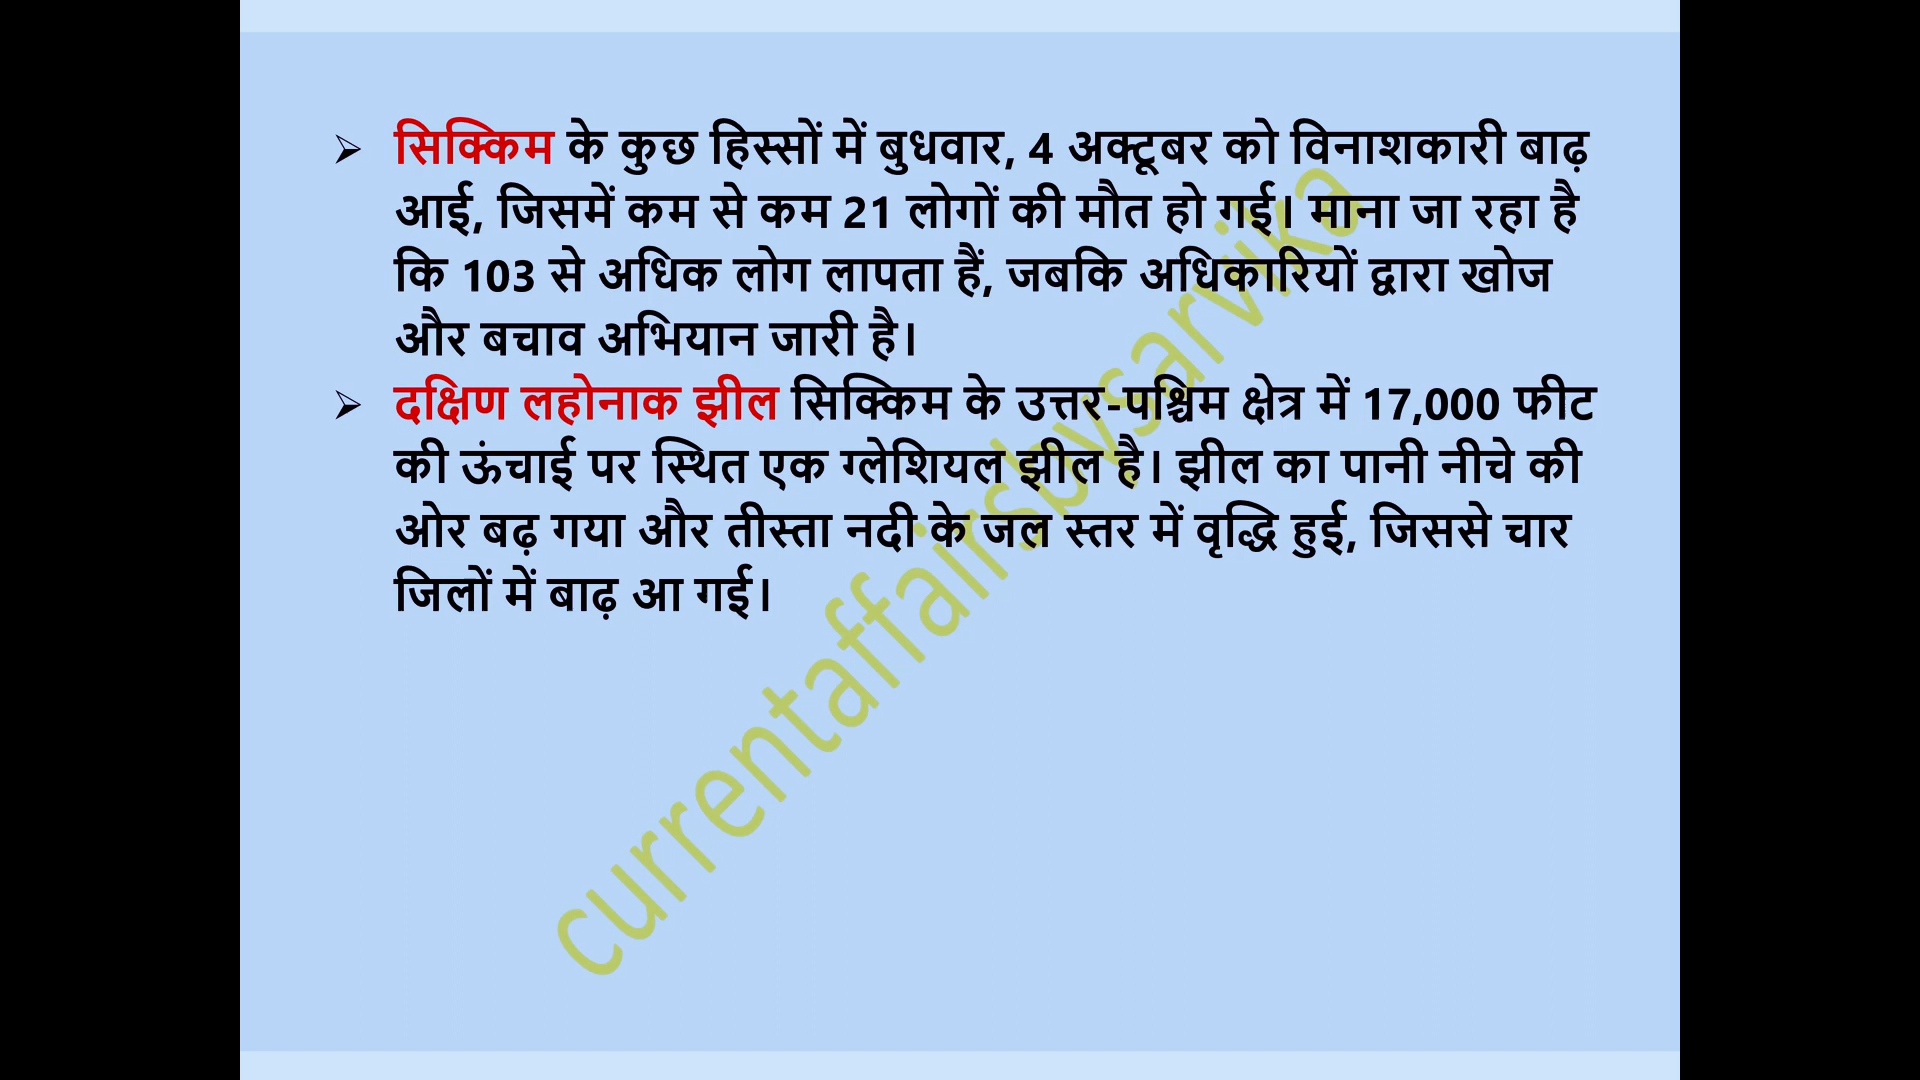 ➢ सिक्किम के कुछ हिस्सों में बुधवार, 4 अक्टूबर को विनाशकारी बाढ़
आई, जिसमें कम से कम 21 लोगों की मौत हो गई। माना जा रहा है
कि 103 से अधिक लोग लापता हैं, जबकि अधिकारियों द्वारा खोज
और बचाव अभियान जारी है।
➢ दक्षिण लहोनाक झील सिक्किम के उत्तर-पश्चिम क्षेत्र में 17,000 फीट
की ऊंचाई पर स्थित एक ग्लेशियल झील है। झील का पानी नीचे की
ओर बढ़ गया और तीस्ता नदी के जल स्तर में वृद्धि हुई, जिससे चार
जिलों में बाढ़ आ गई।
currentaffairsbysarvika